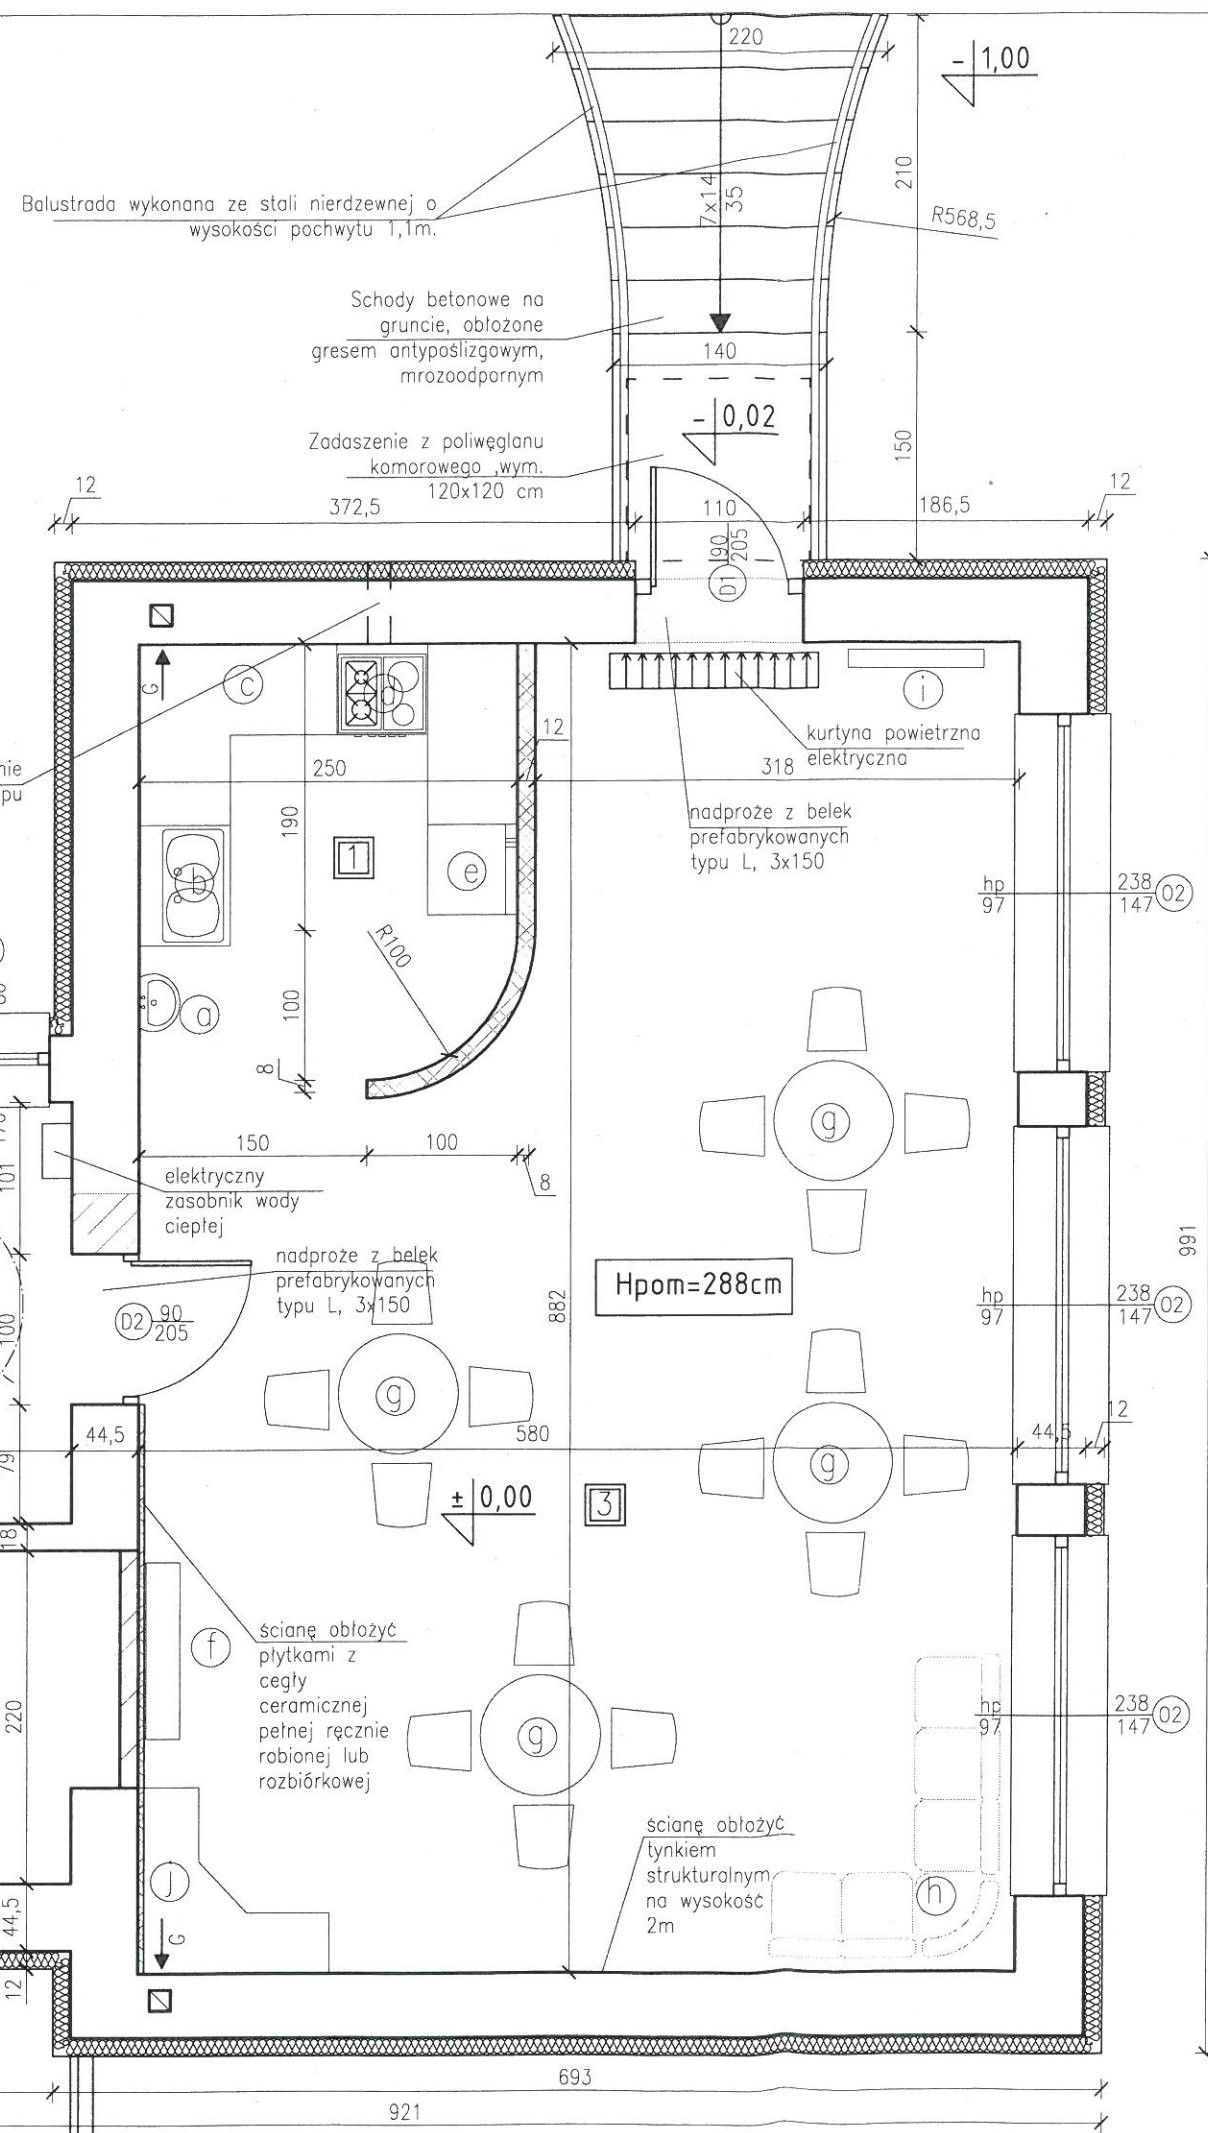 220
- 1,00
210
7x14
35
R568,5
Balustrada wykonana ze stali nierdzewnej o
wysokości pochwytu 1,1m.
Schody betonowe na
gruncie, obłożone
gresem antypoślizgowym,
mrozoodpornym
140
- 0,02
150
Zadaszenie z poliwęglanu
komorowego ,wym.
120x120 cm
12
372,5
110
186,5
12
90
205
D1
G
c
d
i
kurtyna powietrzna
elektryczna
12
250
318
nadproże z belek
prefabrykowanych
typu L, 3x150
190
1
b
e
hp
97
238
147
O2
R100
100
a
8
g
150
100
8
101
elektryczny
zasobnik wody
ciepłej
nadproże z belek
prefabrykowanych
typu L, 3x150
D2
90
205
100
Hpom=288cm
882
991
hp
97
238
147
O2
g
g
44,5
580
44,5
12
79
± 0,00
3
18
f
ścianę obłożyć
płytkami z
cegły
ceramicznej
pełnej ręcznie
robionej lub
rozbiórkowej
220
g
hp
97
238
147
O2
ścianę obłożyć
tynkiem
strukturalnym
na wysokość
2m
h
j
G
44,5
12
693
921